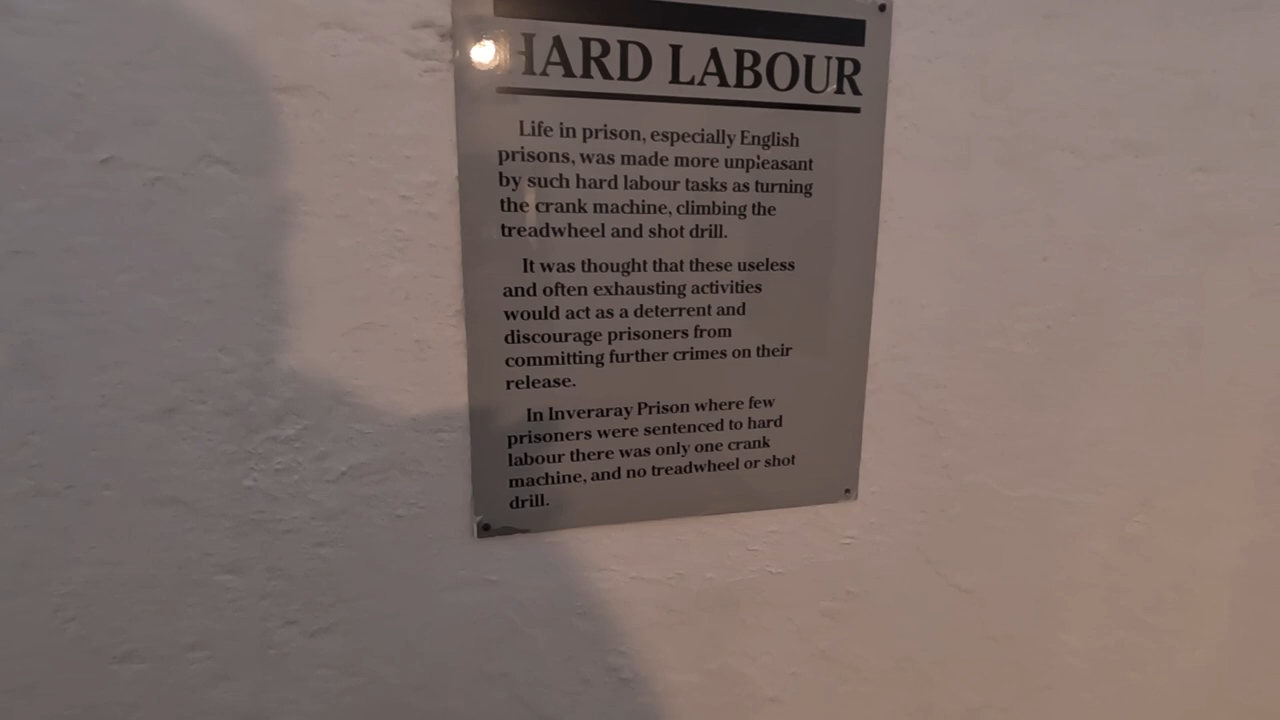 HARD LABOUR
Life in prison, especially English
prisons, was made more unpleasant
by such hard labour tasks as turning
the crank machine, climbing the
treadwheel and shot drill.
It was thought that these useless
and often exhausting activities
would act as a deterrent and
discourage prisoners from
committing further crimes on their
release.
In Inveraray Prison where few
prisoners were sentenced to hard
labour there was only one crank
machine, and no treadwheel or shot
drill.